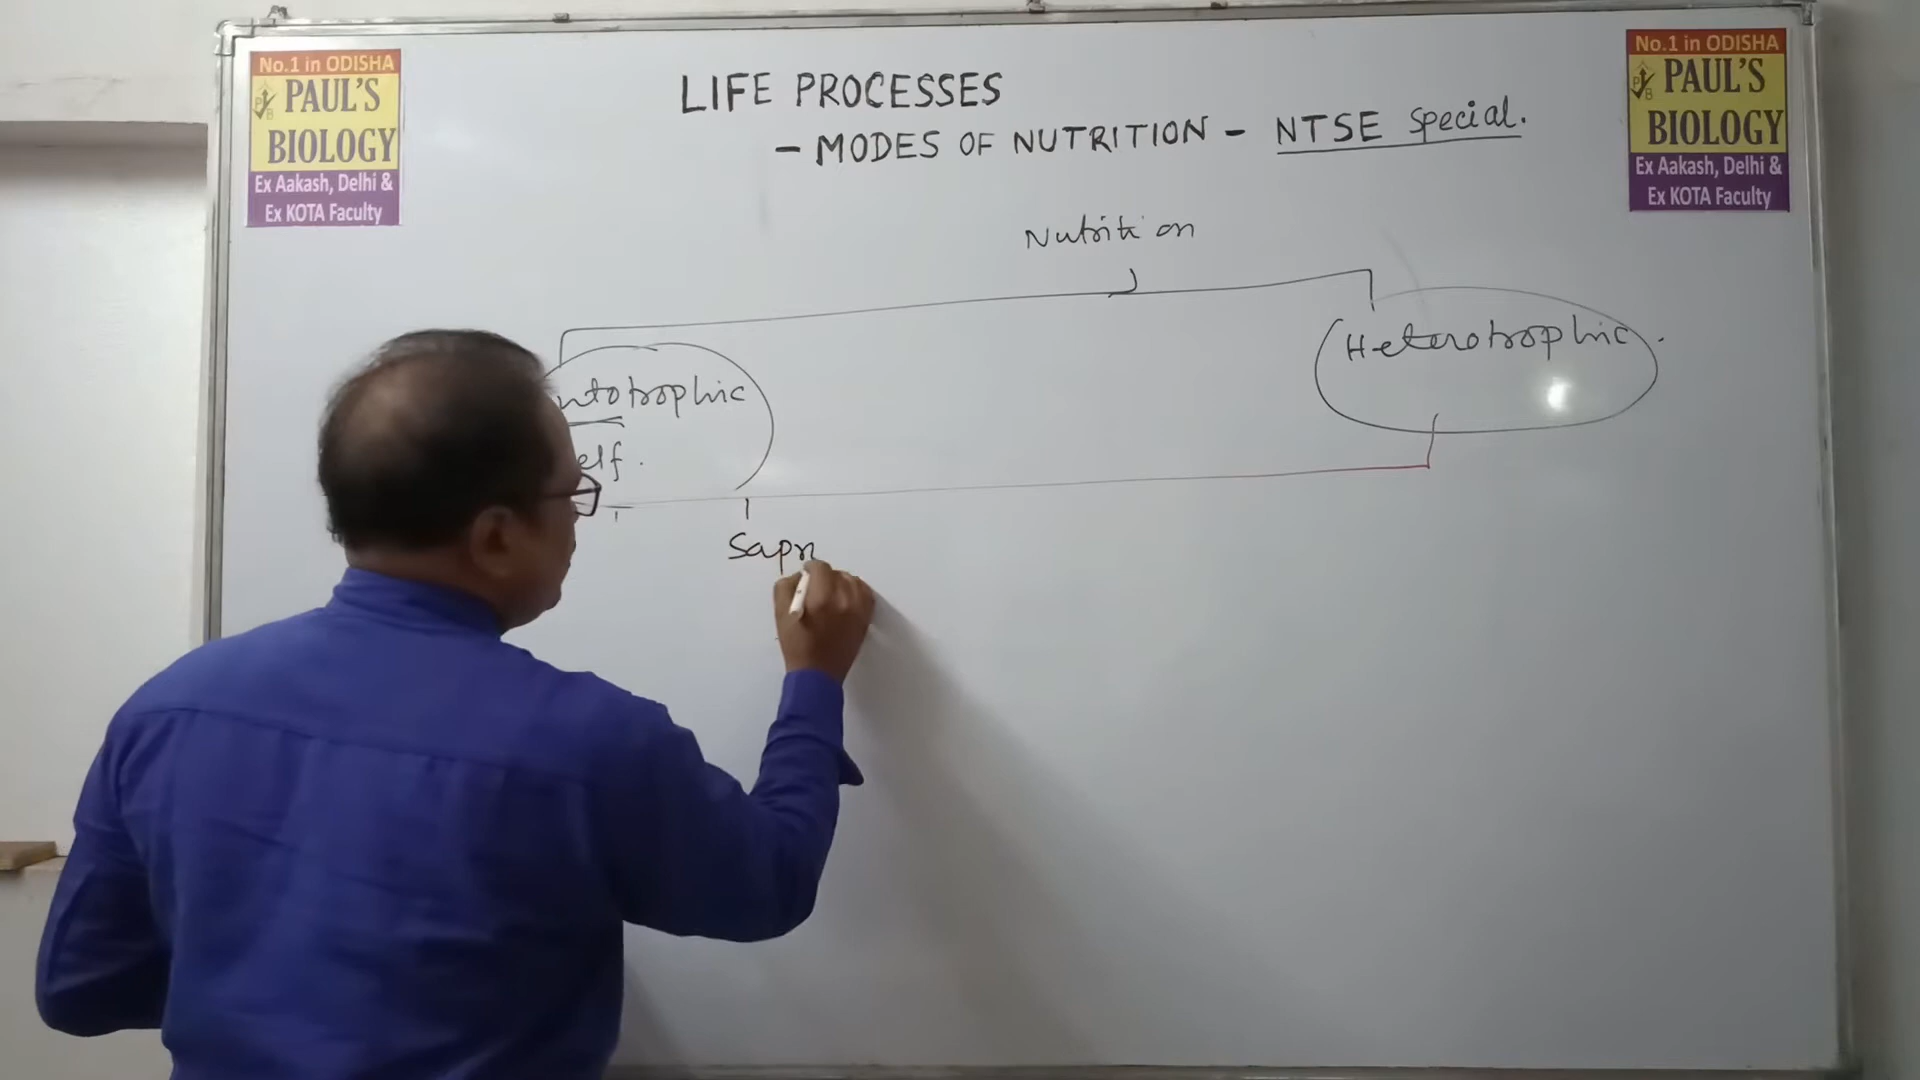 No.1 in ODISHA
PAUL'S
BIOLOGY
Ex Aakash, Delhi &
Ex KOTA Faculty
LIFE PROCESSES
- MODES OF NUTRITION - NTSE Special.
No.1 in ODISHA
PAUL'S
BIOLOGY
Ex Aakash, Delhi &
Ex KOTA Faculty
Nutrition
utotrophic
elf.
Heterotrophic.
Sapr